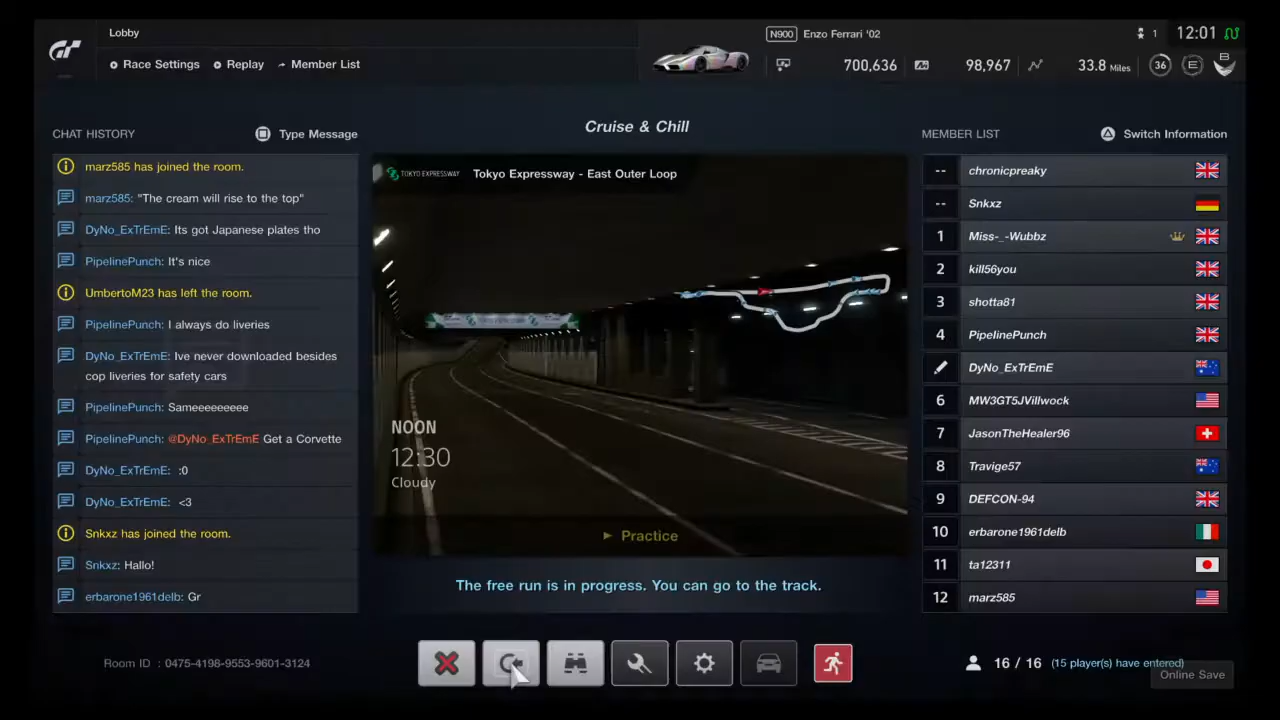 Lobby
N900 Enzo Ferrari '02
1 12:01
Race Settings Replay Member List
700,636 98,967 33.8 Miles 36 E B
CHAT HISTORY Type Message
marz585 has joined the room.
marz585: "The cream will rise to the top"
DyNo_ExTrEmE: Its got Japanese plates tho
PipelinePunch: It's nice
UmbertoM23 has left the room.
PipelinePunch: I always do liveries
DyNo_ExTrEmE: Ive never downloaded besides
cop liveries for safety cars
PipelinePunch: Sameeeeeeeee
PipelinePunch: @DyNo_ExTrEmE Get a Corvette
DyNo_ExTrEmE: :0
DyNo_ExTrEmE: <3
Snkxz has joined the room.
Snkxz: Hallo!
erbarone1961delb: Gr
Cruise & Chill
TOKYO EXPRESSWAY Tokyo Expressway - East Outer Loop
NOON
12:30
Cloudy
Practice
The free run is in progress. You can go to the track.
MEMBER LIST Switch Information
-- chronicpreaky
-- Snkxz
1 Miss-_-Wubbz
2 kill56you
3 shotta81
4 PipelinePunch
DyNo_ExTrEmE
6 MW3GT5JVillwock
7 JasonTheHealer96
8 Travige57
9 DEFCON-94
10 erbarone1961delb
11 ta12311
12 marz585
Room ID : 0475-4198-9553-9601-3124
16 / 16 (15 player(s) have entered)
Online Save